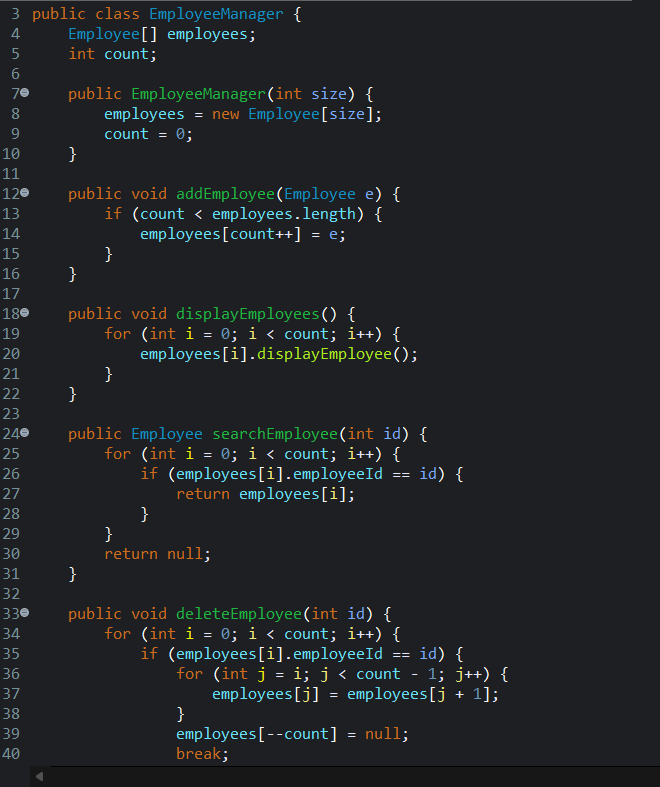 3 public class EmployeeManager {
4     Employee[] employees;
5     int count;
6
7     public EmployeeManager(int size) {
8         employees = new Employee[size];
9         count = 0;
10     }
11
12     public void addEmployee(Employee e) {
13         if (count < employees.length) {
14             employees[count++] = e;
15         }
16     }
17
18     public void displayEmployees() {
19         for (int i = 0; i < count; i++) {
20             employees[i].displayEmployee();
21         }
22     }
23
24     public Employee searchEmployee(int id) {
25         for (int i = 0; i < count; i++) {
26             if (employees[i].employeeId == id) {
27                 return employees[i];
28             }
29         }
30         return null;
31     }
32
33     public void deleteEmployee(int id) {
34         for (int i = 0; i < count; i++) {
35             if (employees[i].employeeId == id) {
36                 for (int j = i; j < count - 1; j++) {
37                     employees[j] = employees[j + 1];
38                 }
39                 employees[--count] = null;
40                 break;